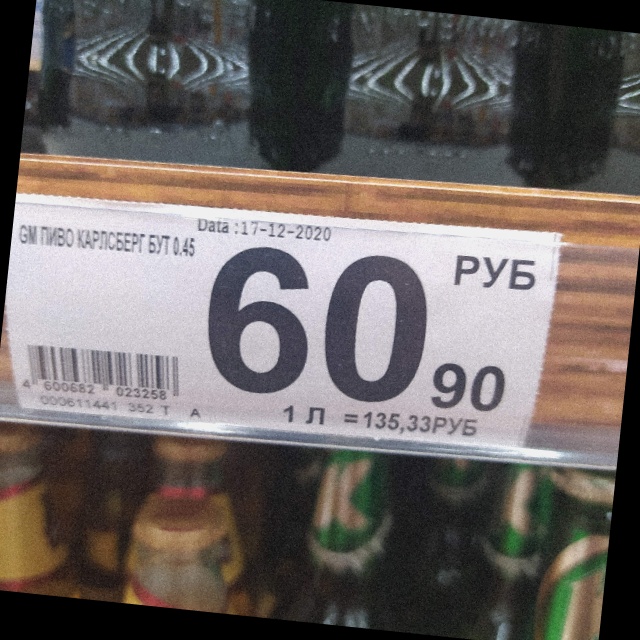 Data :17-12-2020
GM ПИВО КАРЛСБЕРГ БУТ 0.45
60 90 РУБ
4 600682 023258
000611441 352 Т А
1 Л =135,33РУБ